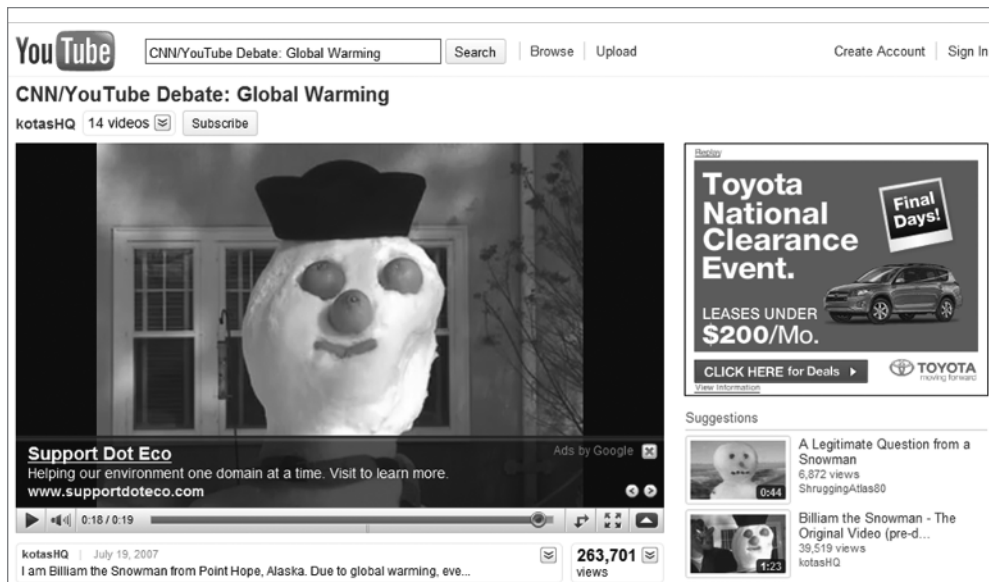 YouTube
CNN/YouTube Debate: Global Warming
Search
Browse
Upload
Create Account
Sign In
CNN/YouTube Debate: Global Warming
kotasHQ
14 videos
Subscribe
Support Dot Eco
Ads by Google
Helping our environment one domain at a time. Visit to learn more.
www.supportdoteco.com
0:18 / 0:19
kotasHQ
July 19, 2007
I am Billiam the Snowman from Point Hope, Alaska. Due to global warming, eve...
263,701
views
Replay
Toyota
National
Clearance
Event.
Final
Days!
LEASES UNDER
$200/Mo.
CLICK HERE for Deals
TOYOTA
moving forward
View Information
Suggestions
A Legitimate Question from a
Snowman
6,872 views
ShruggingAtlas80
0:44
Billiam the Snowman - The
Original Video (pre-d...
39,519 views
kotasHQ
1:23